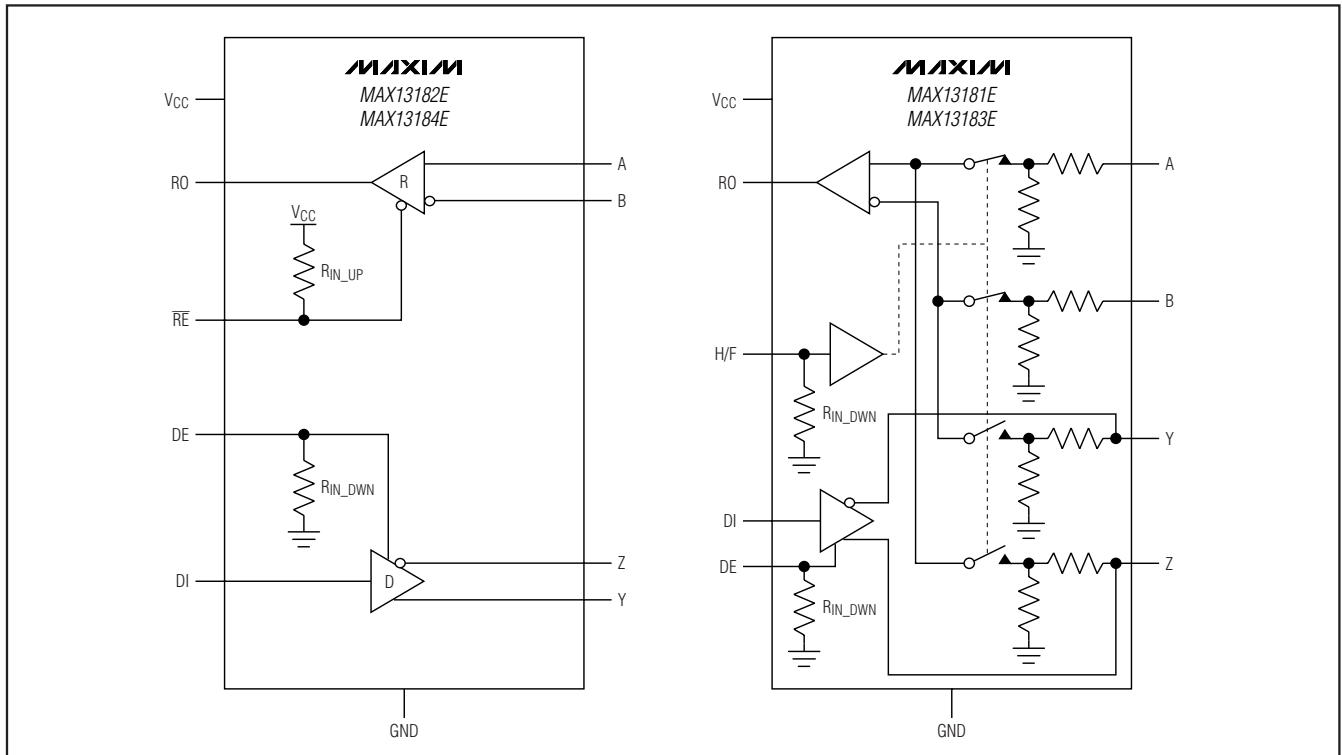 MAXIM
MAX13182E
MAX13184E
VCC
RO
R
A
B
VCC
RIN_UP
RE
DE
RIN_DWN
DI
D
Z
Y
GND
MAXIM
MAX13181E
MAX13183E
VCC
RO
A
B
H/F
RIN_DWN
Y
DI
DE
RIN_DWN
Z
GND